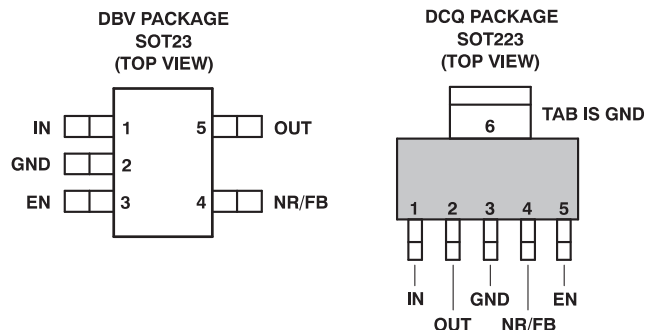 DBV PACKAGE
SOT23
(TOP VIEW)
IN 1 5 OUT
GND 2
EN 3 4 NR/FB
DCQ PACKAGE
SOT223
(TOP VIEW)
TAB IS GND
6
1 2 3 4 5
IN GND EN
OUT NR/FB